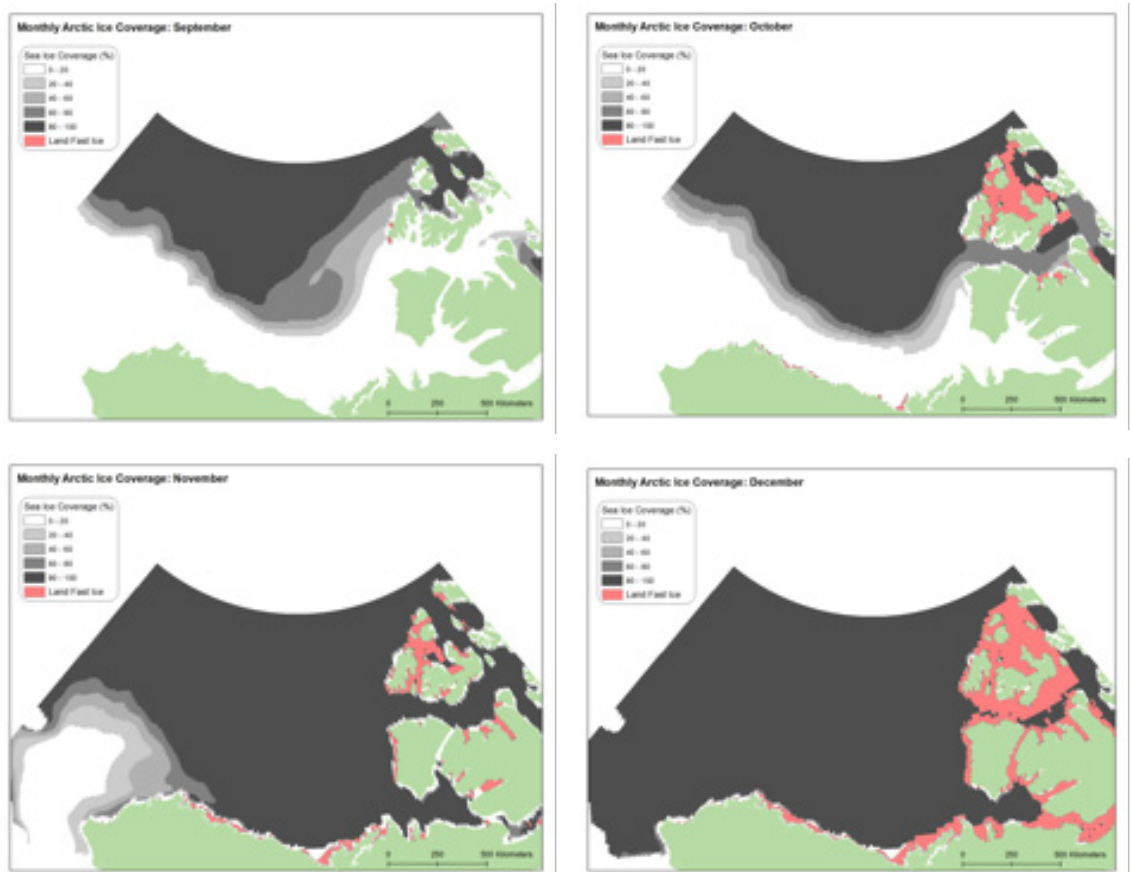 Monthly Arctic Ice Coverage: September
Sea Ice Coverage (%)
0 - 20
20 - 40
40 - 60
60 - 80
80 - 100
Land Fast Ice
0 250 500 Kilometers
Monthly Arctic Ice Coverage: October
Sea Ice Coverage (%)
0 - 20
20 - 40
40 - 60
60 - 80
80 - 100
Land Fast Ice
0 250 500 Kilometers
Monthly Arctic Ice Coverage: November
Sea Ice Coverage (%)
0 - 20
20 - 40
40 - 60
60 - 80
80 - 100
Land Fast Ice
0 250 500 Kilometers
Monthly Arctic Ice Coverage: December
Sea Ice Coverage (%)
0 - 20
20 - 40
40 - 60
60 - 80
80 - 100
Land Fast Ice
0 250 500 Kilometers